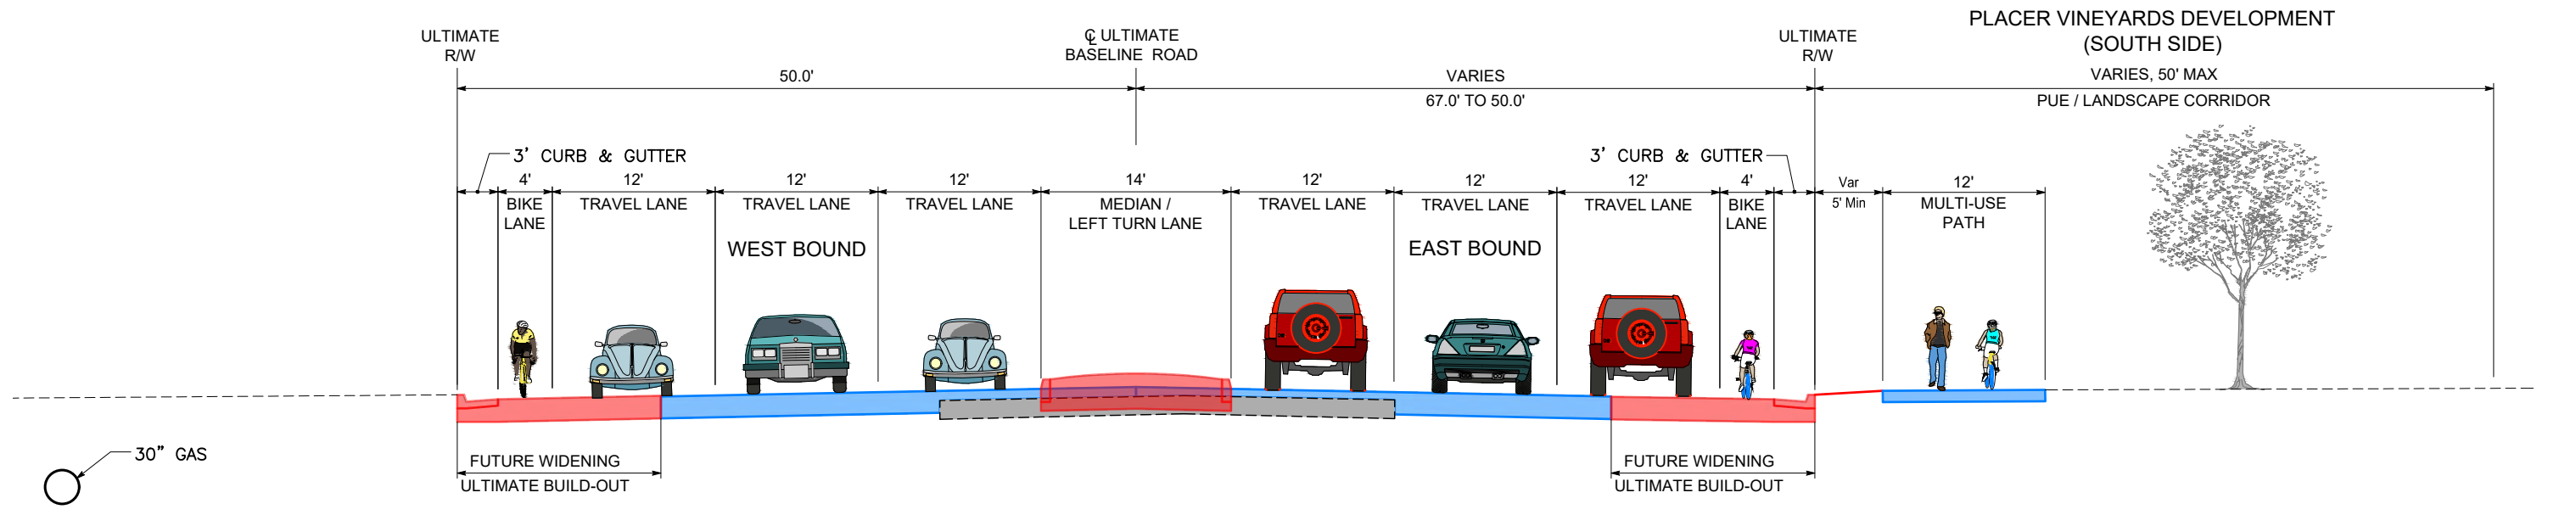 PLACER VINEYARDS DEVELOPMENT
(SOUTH SIDE)
ULTIMATE
R/W
℄ ULTIMATE
BASELINE ROAD
ULTIMATE
R/W
50.0'
VARIES
67.0' TO 50.0'
VARIES, 50' MAX
PUE / LANDSCAPE CORRIDOR
3' CURB & GUTTER
3' CURB & GUTTER
4'
BIKE
LANE
12'
TRAVEL LANE
12'
TRAVEL LANE
12'
TRAVEL LANE
14'
MEDIAN /
LEFT TURN LANE
12'
TRAVEL LANE
12'
TRAVEL LANE
12'
TRAVEL LANE
4'
BIKE
LANE
Var
5' Min
12'
MULTI-USE
PATH
WEST BOUND
EAST BOUND
30" GAS
FUTURE WIDENING
ULTIMATE BUILD-OUT
FUTURE WIDENING
ULTIMATE BUILD-OUT